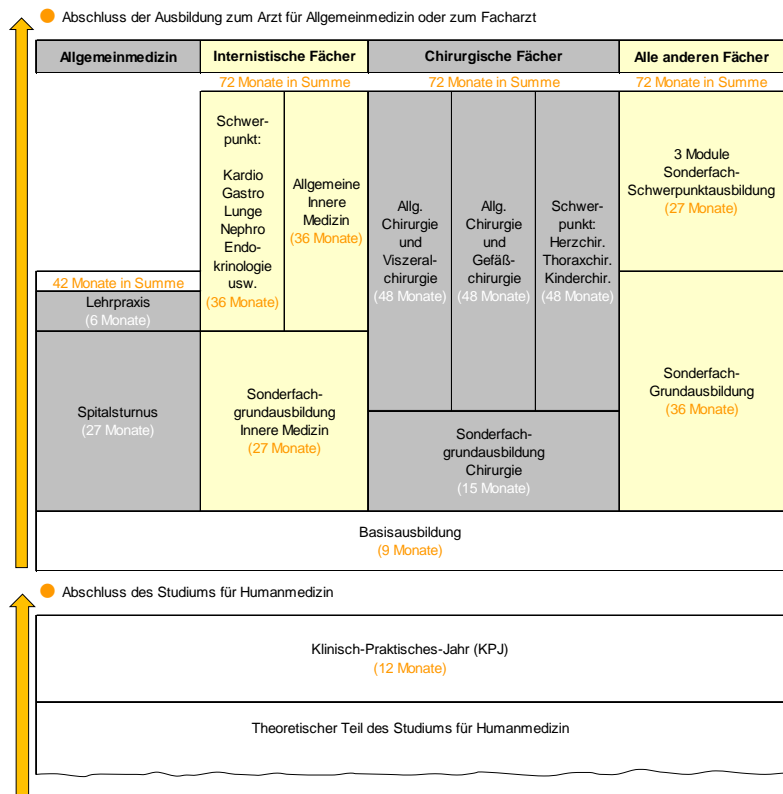 Abschluss der Ausbildung zum Arzt für Allgemeinmedizin oder zum Facharzt
Allgemeinmedizin
Internistische Fächer
Chirurgische Fächer
Alle anderen Fächer
72 Monate in Summe
72 Monate in Summe
72 Monate in Summe
42 Monate in Summe
Lehrpraxis
(6 Monate)
Spitalsturnus
(27 Monate)
Schwer-
punkt:
Kardio
Gastro
Lunge
Nephro
Endo-
krinologie
usw.
(36 Monate)
Allgemeine
Innere
Medizin
(36 Monate)
Sonderfach-
grundausbildung
Innere Medizin
(27 Monate)
Allg.
Chirurgie
und
Viszeral-
chirurgie
(48 Monate)
Allg.
Chirurgie
und
Gefäß-
chirurgie
(48 Monate)
Schwer-
punkt:
Herzchir.
Thoraxchir.
Kinderchir.
(48 Monate)
Sonderfach-
grundausbildung
Chirurgie
(15 Monate)
3 Module
Sonderfach-
Schwerpunktausbildung
(27 Monate)
Sonderfach-
Grundausbildung
(36 Monate)
Basisausbildung
(9 Monate)
Abschluss des Studiums für Humanmedizin
Klinisch-Praktisches-Jahr (KPJ)
(12 Monate)
Theoretischer Teil des Studiums für Humanmedizin